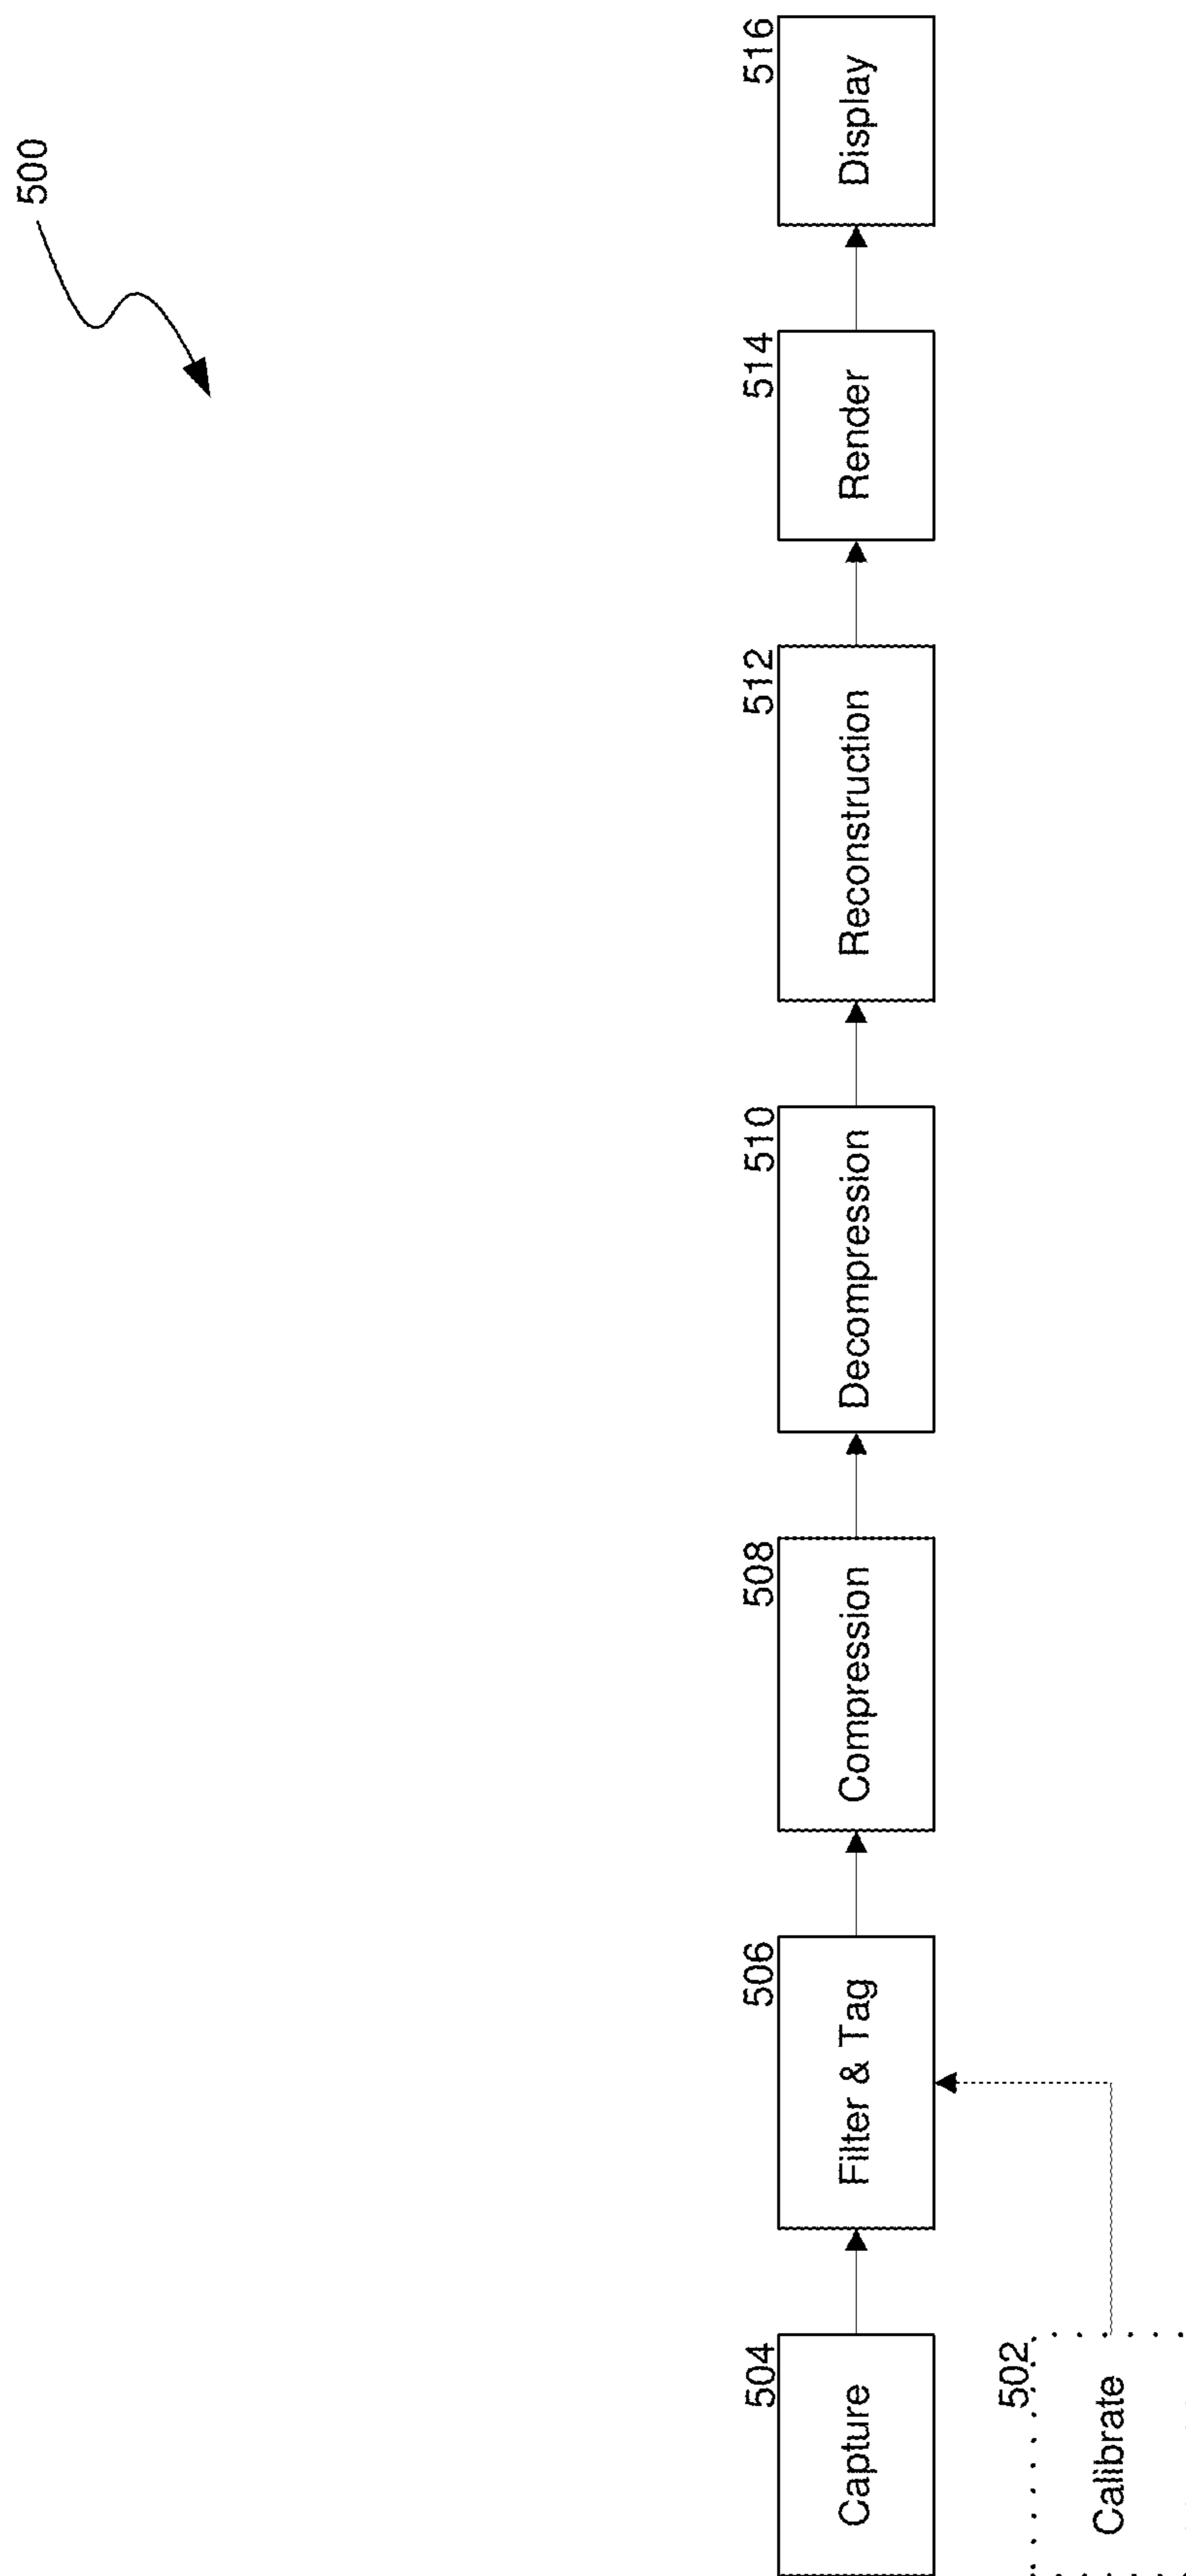 500
504
Capture
506
Filter & Tag
508
Compression
510
Decompression
512
Reconstruction
514
Render
516
Display
502
Calibrate